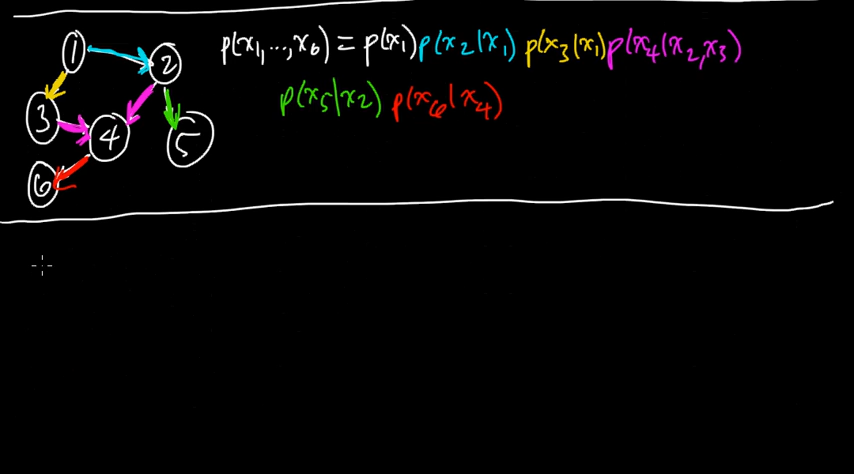 1 2 p(x₁,...,x₆) = p(x₁) p(x₂|x₁) p(x₃|x₁) p(x₄|x₂,x₃)
3 4 5 p(x₅|x₂) p(x₆|x₄)
6